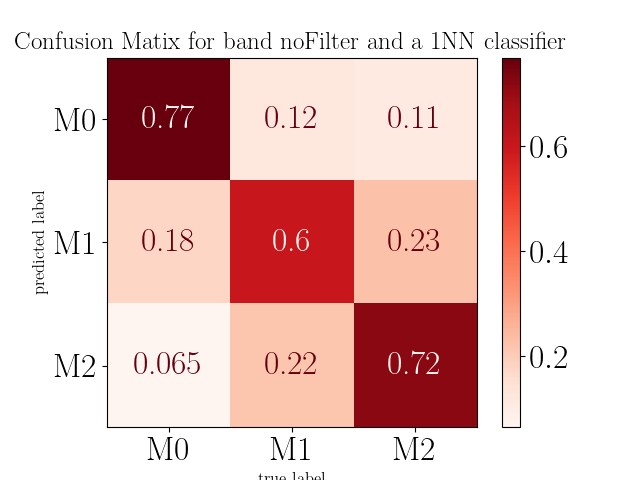 Confusion Matix for band noFilter and a 1NN classifier
M0 0.77 0.12 0.11
0.6
predicted label
M1 0.18 0.6 0.23
0.4
M2 0.065 0.22 0.72
0.2
M0 M1 M2
true label